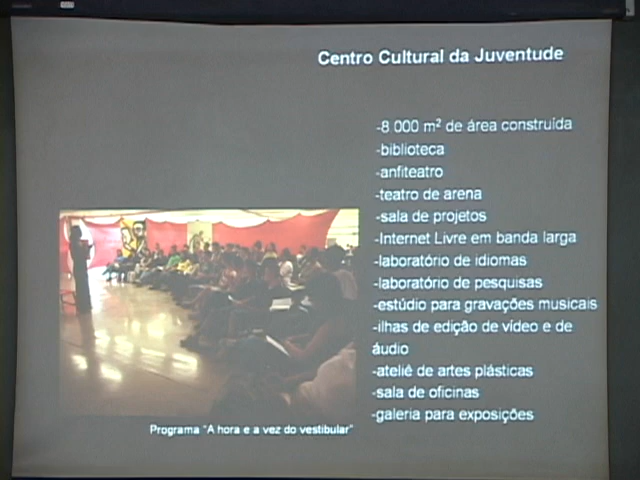 Centro Cultural da Juventude
-8 000 m² de área construída
-biblioteca
-anfiteatro
-teatro de arena
-sala de projetos
-Internet Livre em banda larga
-laboratório de idiomas
-laboratório de pesquisas
-estúdio para gravações musicais
-ilhas de edição de vídeo e de
áudio
-ateliê de artes plásticas
-sala de oficinas
-galeria para exposições
Programa "A hora e a vez do vestibular"